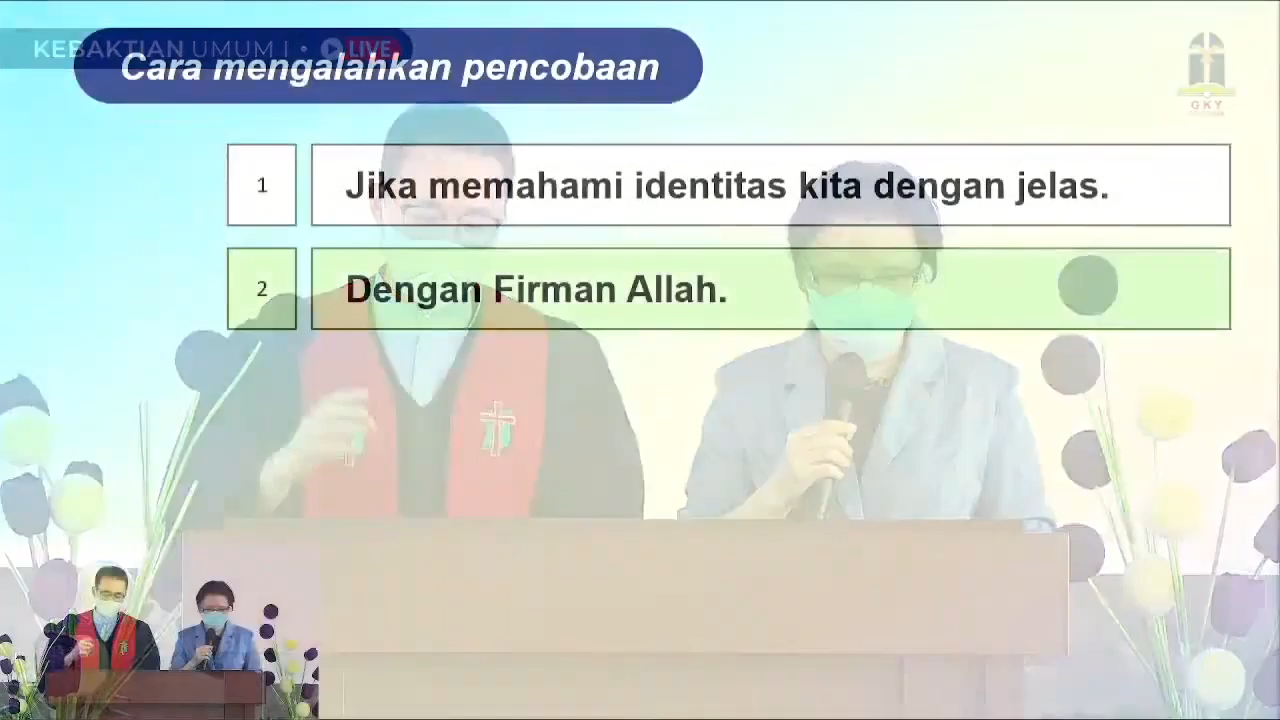 KEBAKTIAN UMUM I • LIVE
Cara mengalahkan pencobaan
GKY
1 Jika memahami identitas kita dengan jelas.
2 Dengan Firman Allah.